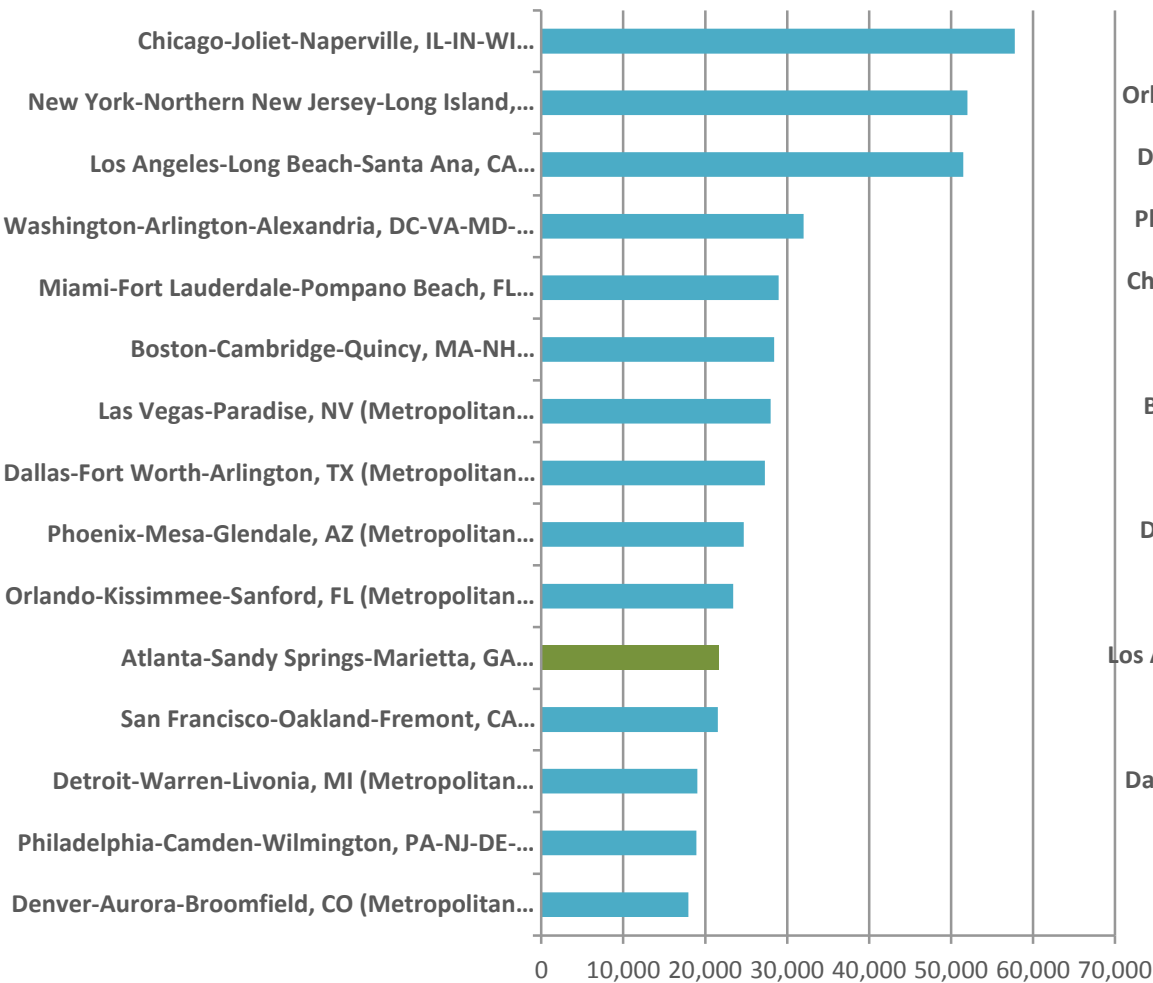 Chicago-Joliet-Naperville, IL-IN-WI…
New York-Northern New Jersey-Long Island,…
Los Angeles-Long Beach-Santa Ana, CA…
Washington-Arlington-Alexandria, DC-VA-MD-…
Miami-Fort Lauderdale-Pompano Beach, FL…
Boston-Cambridge-Quincy, MA-NH…
Las Vegas-Paradise, NV (Metropolitan…
Dallas-Fort Worth-Arlington, TX (Metropolitan…
Phoenix-Mesa-Glendale, AZ (Metropolitan…
Orlando-Kissimmee-Sanford, FL (Metropolitan…
Atlanta-Sandy Springs-Marietta, GA…
San Francisco-Oakland-Fremont, CA…
Detroit-Warren-Livonia, MI (Metropolitan…
Philadelphia-Camden-Wilmington, PA-NJ-DE-…
Denver-Aurora-Broomfield, CO (Metropolitan…
0 10,000 20,000 30,000 40,000 50,000 60,000 70,000
Los